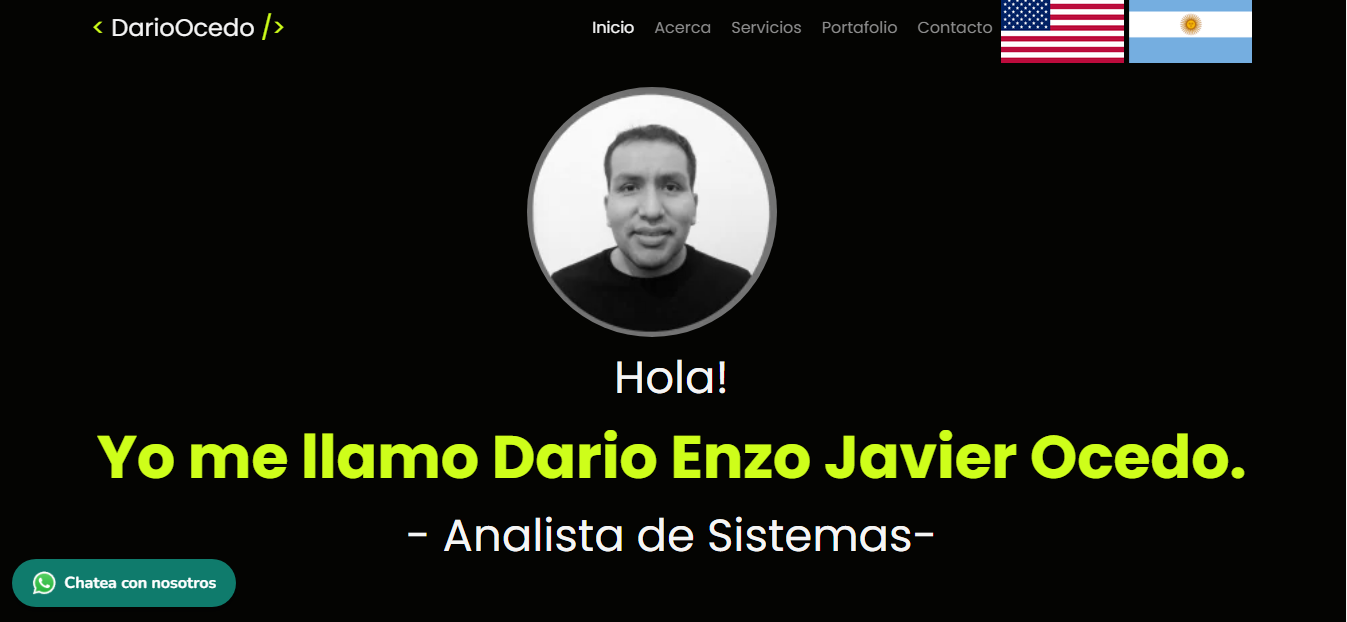 < DarioOcedo />
Inicio Acerca Servicios Portafolio Contacto
Hola!
Yo me llamo Dario Enzo Javier Ocedo.
- Analista de Sistemas-
Chatea con nosotros